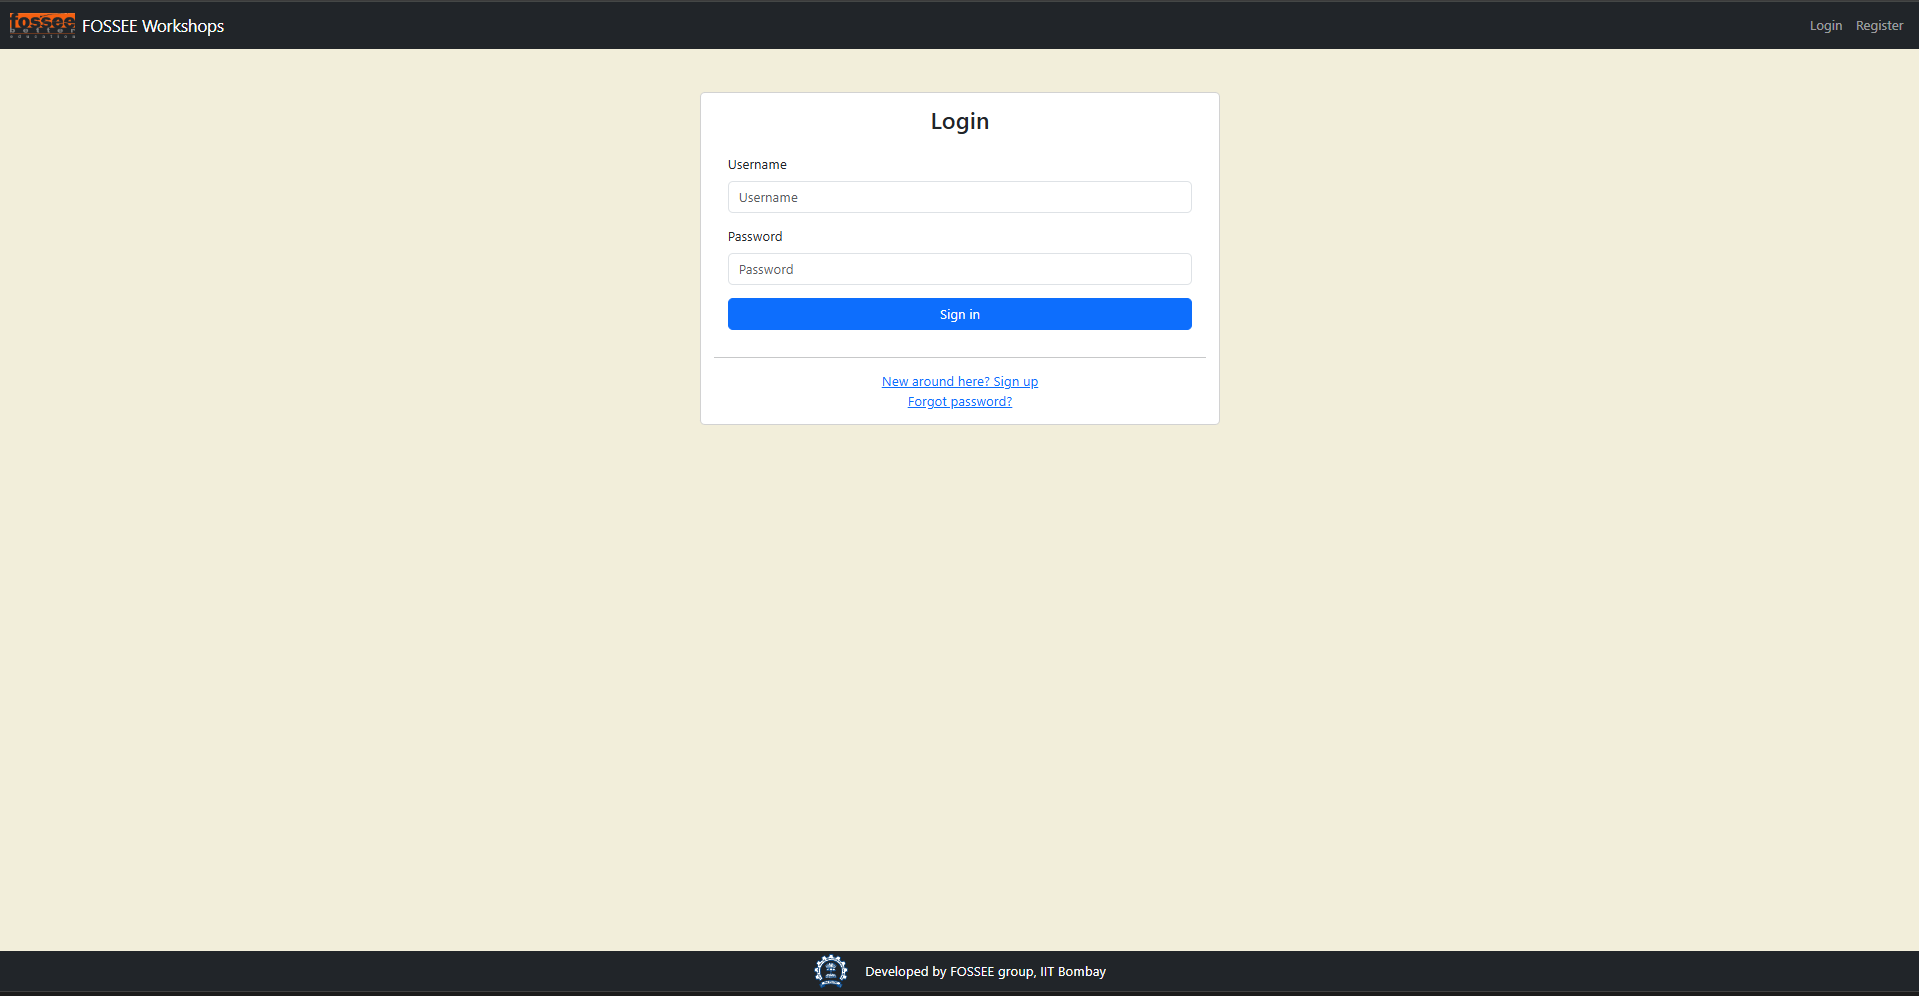 fossee
FOSSEE Workshops
Login
Register
Login
Username
Username
Password
Password
Sign in
New around here? Sign up
Forgot password?
Developed by FOSSEE group, IIT Bombay